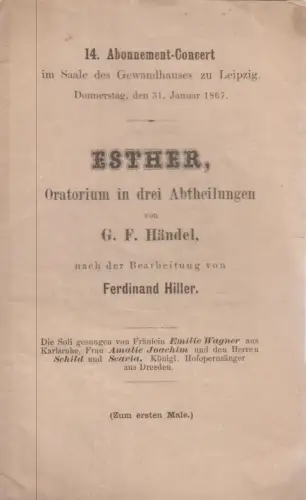 14. Abonnement-Concert
im Saale des Gewandhauses zu Leipzig.
Donnerstag, den 31. Januar 1867.
ESTHER,
Oratorium in drei Abtheilungen
von
G. F. Händel,
nach der Bearbeitung von
Ferdinand Hiller.
Die Soli gesungen von Fräulein Emilie Wagner aus
Karlsruhe, Frau Amalie Joachim und den Herren
Schild und Scaria, Königl. Hofopernsänger
aus Dresden.
(Zum ersten Male.)